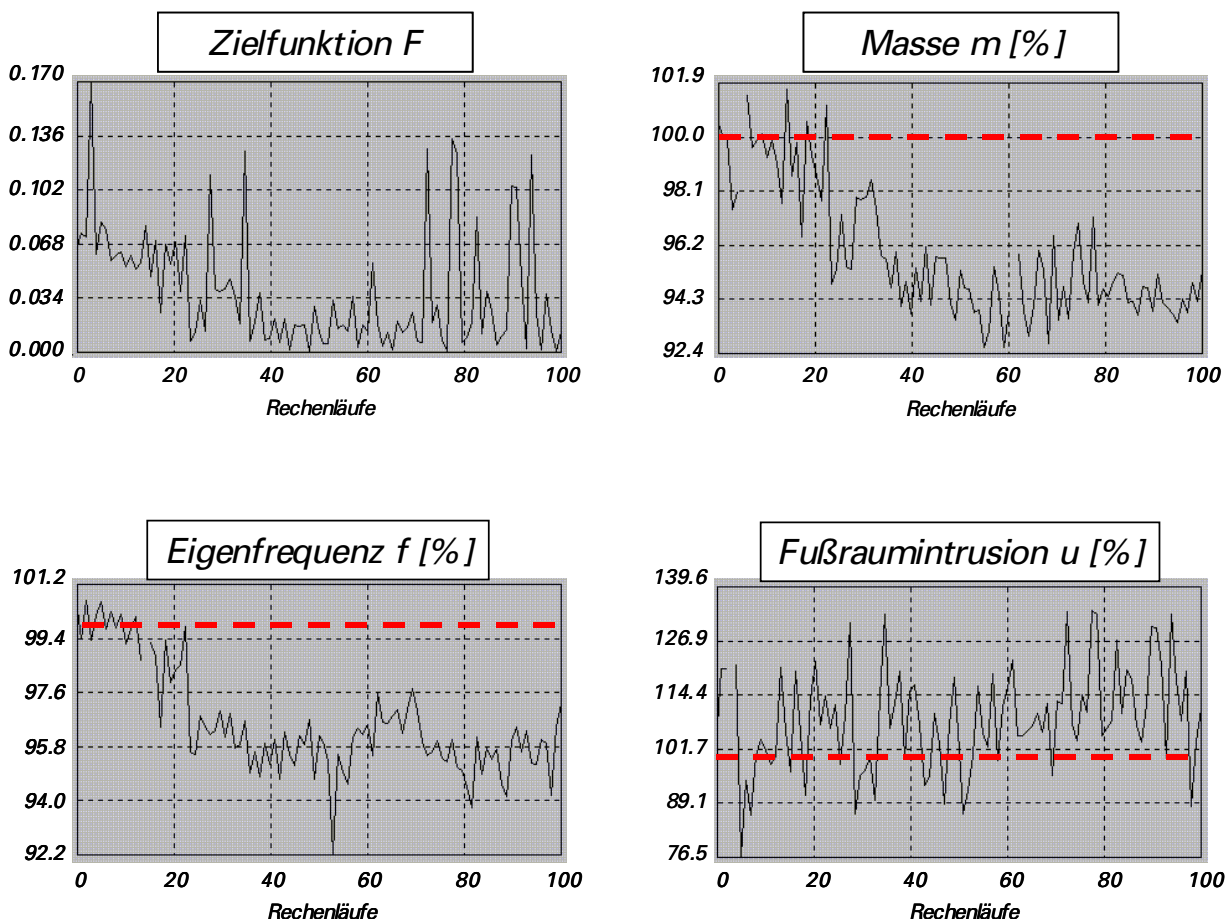 Zielfunktion F
0.170
0.136
0.102
0.068
0.034
0.000
0 20 40 60 80 100
Rechenläufe
Masse m [%]
101.9
100.0
98.1
96.2
94.3
92.4
0 20 40 60 80 100
Rechenläufe
Eigenfrequenz f [%]
101.2
99.4
97.6
95.8
94.0
92.2
0 20 40 60 80 100
Rechenläufe
Fußraumintrusion u [%]
139.6
126.9
114.4
101.7
89.1
76.5
0 20 40 60 80 100
Rechenläufe